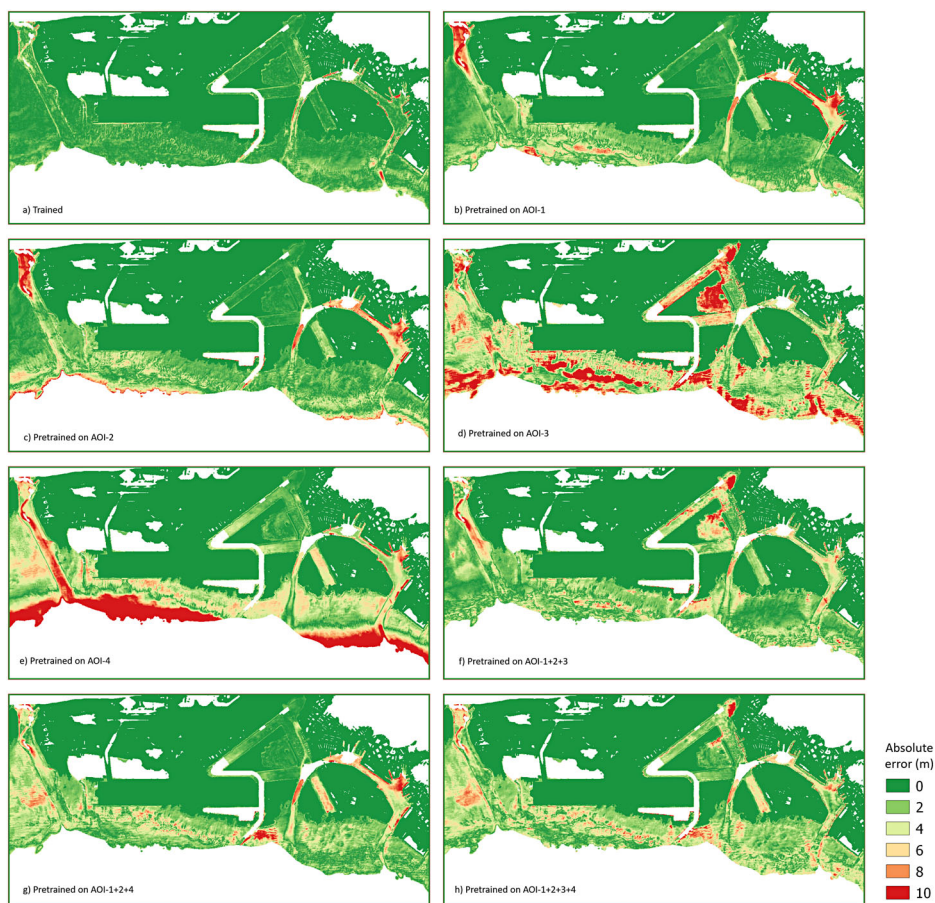 a) Trained
b) Pretrained on AOI-1
c) Pretrained on AOI-2
d) Pretrained on AOI-3
e) Pretrained on AOI-4
f) Pretrained on AOI-1+2+3
g) Pretrained on AOI-1+2+4
h) Pretrained on AOI-1+2+3+4
Absolute
error (m)
0
2
4
6
8
10